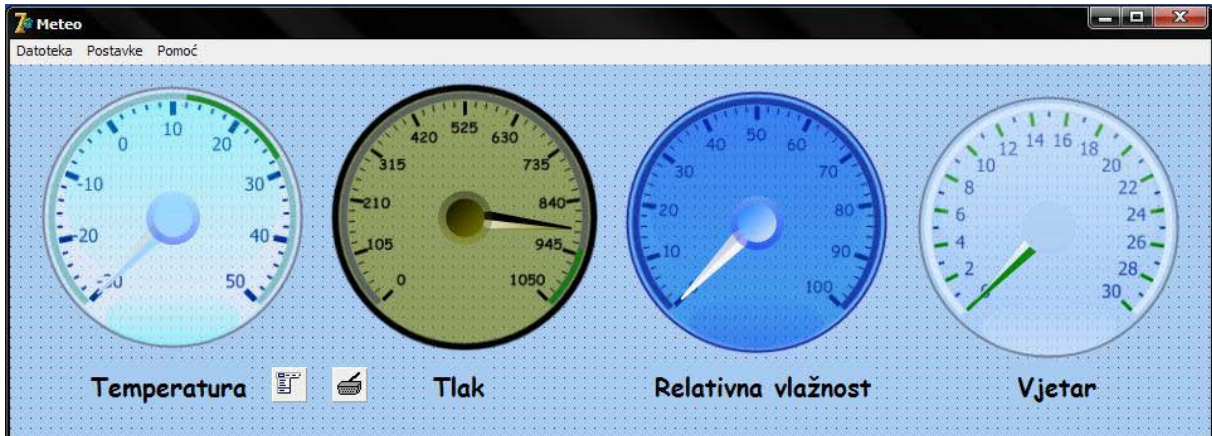 Meteo
Datoteka Postavke Pomoć
-20 -10 0 10 20 30 40 50
0 105 210 315 420 525 630 735 840 945 1050
10 20 30 40 50 60 70 80 90 100
2 4 6 8 10 12 14 16 18 20 22 24 26 28 30
Temperatura Tlak Relativna vlažnost Vjetar